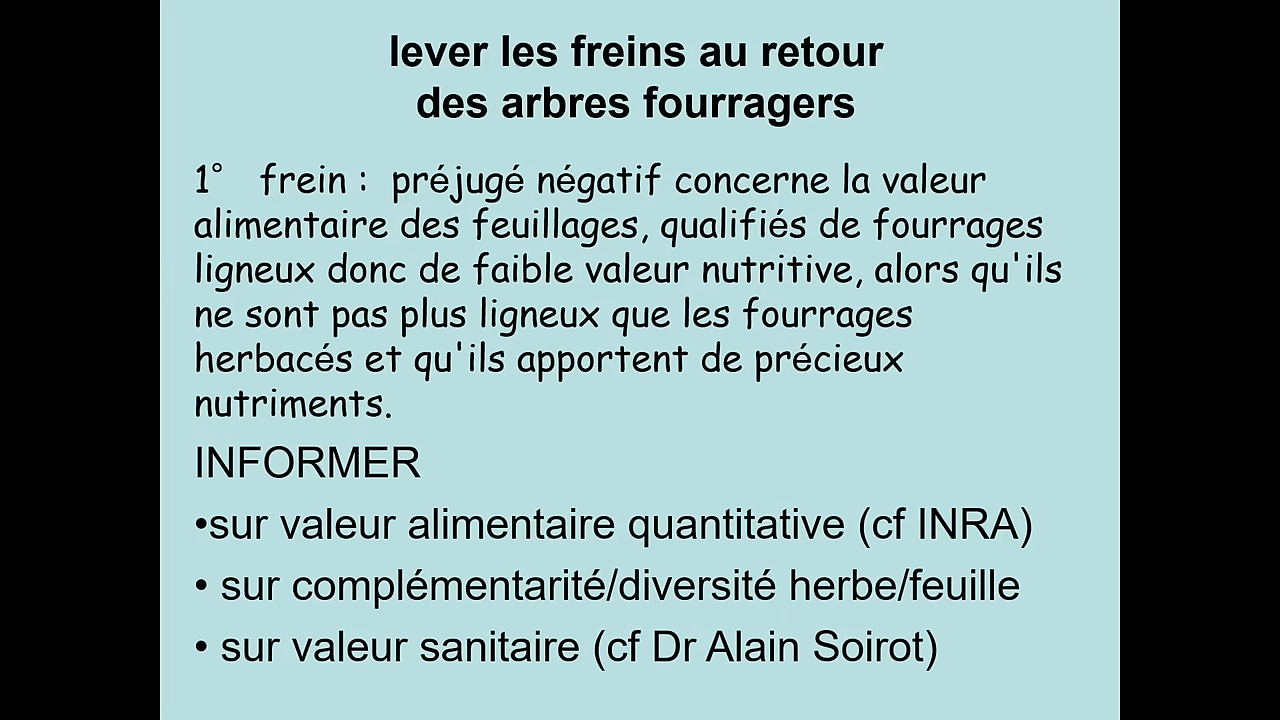 lever les freins au retour
des arbres fourragers
1° frein : préjugé négatif concerne la valeur
alimentaire des feuillages, qualifiés de fourrages
ligneux donc de faible valeur nutritive, alors qu'ils
ne sont pas plus ligneux que les fourrages
herbacés et qu'ils apportent de précieux
nutriments.
INFORMER
•sur valeur alimentaire quantitative (cf INRA)
• sur complémentarité/diversité herbe/feuille
• sur valeur sanitaire (cf Dr Alain Soirot)